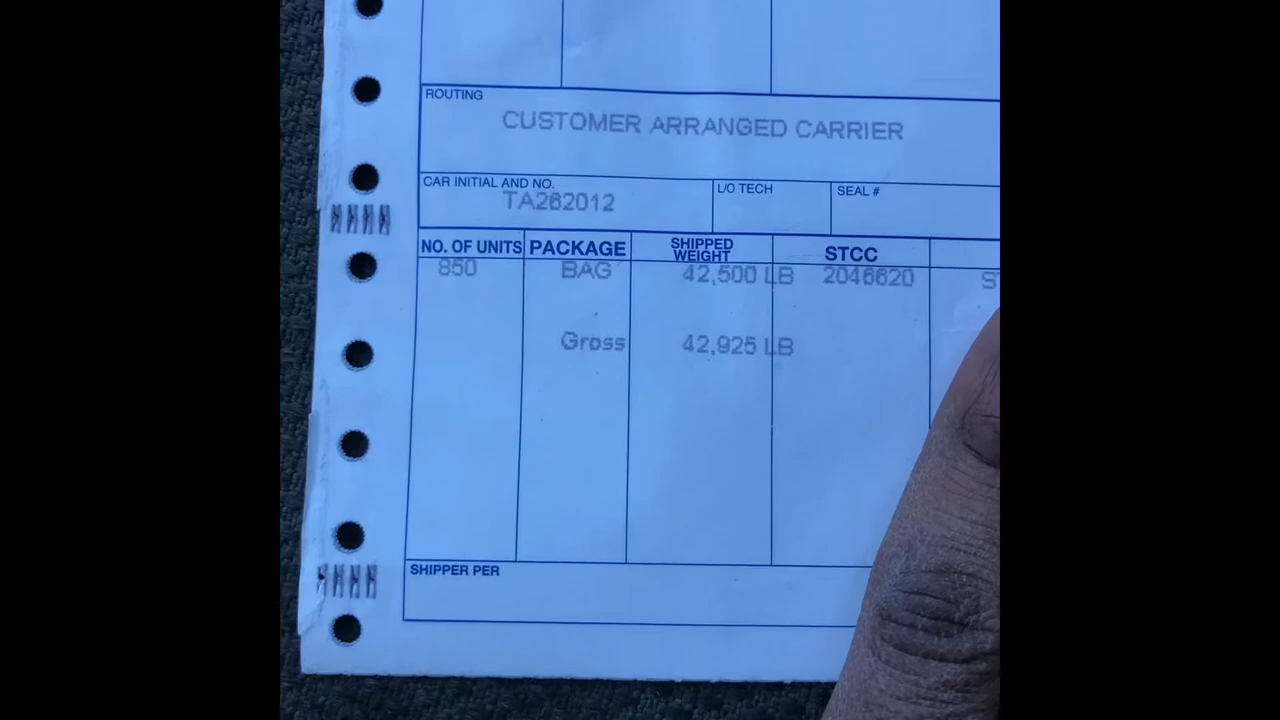 ROUTING
CUSTOMER ARRANGED CARRIER
CAR INITIAL AND NO.
TA262012
L/O TECH
SEAL #
NO. OF UNITS PACKAGE SHIPPED WEIGHT STCC
850 BAG 42,500 LB 2046620
Gross 42,925 LB
SHIPPER PER